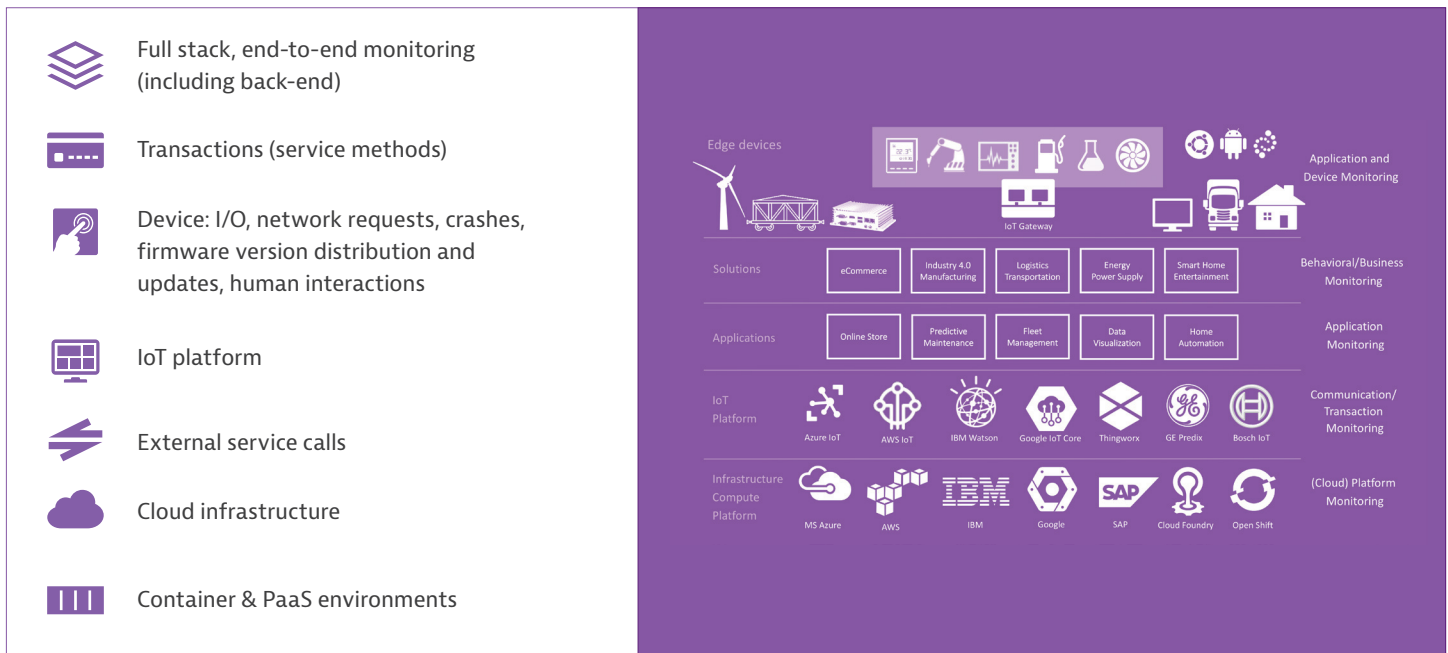 Full stack, end-to-end monitoring
(including back-end)
Transactions (service methods)
Device: I/O, network requests, crashes,
firmware version distribution and
updates, human interactions
IoT platform
External service calls
Cloud infrastructure
Container & PaaS environments
Edge devices
IoT Gateway
Application and
Device Monitoring
Solutions
eCommerce
Industry 4.0
Manufacturing
Logistics
Transportation
Energy
Power Supply
Smart Home
Entertainment
Behavioral/Business
Monitoring
Applications
Online Store
Predictive
Maintenance
Fleet
Management
Data
Visualization
Home
Automation
Application
Monitoring
IoT
Platform
Azure IoT
AWS IoT
IBM Watson
Google IoT Core
Thingworx
GE
GE Predix
Bosch IoT
Communication/
Transaction
Monitoring
Infrastructure
Compute
Platform
MS Azure
AWS
IBM
IBM
Google
SAP
SAP
Cloud Foundry
Open Shift
(Cloud) Platform
Monitoring